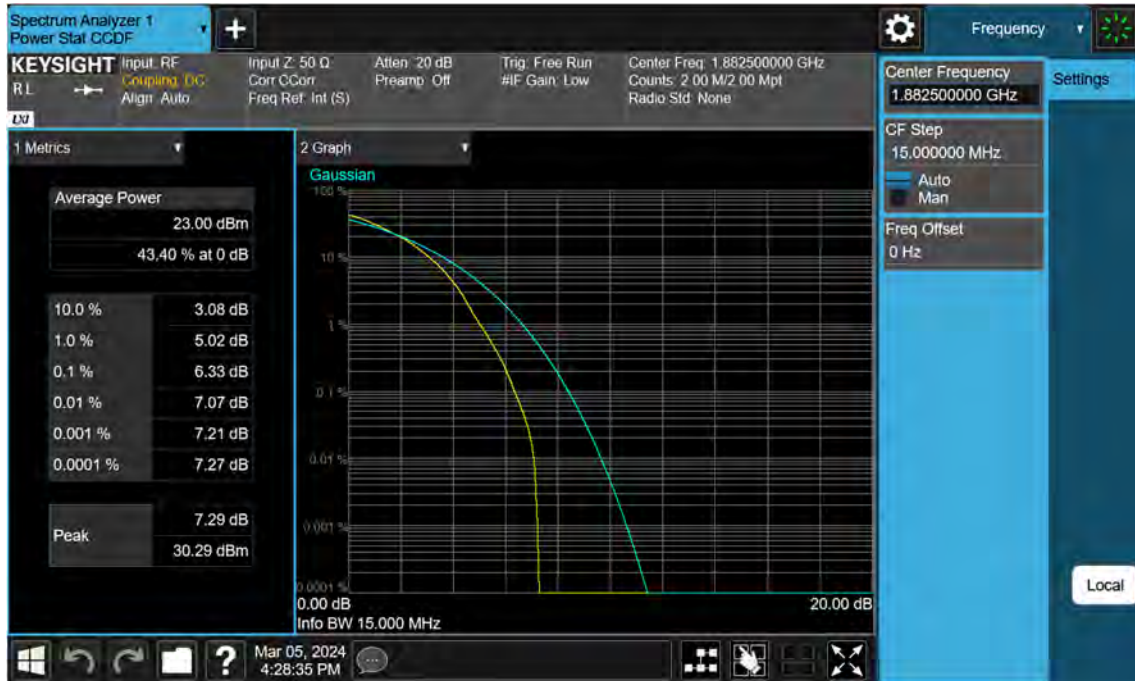 Spectrum Analyzer 1
Power Stat CCDF
+
Frequency
KEYSIGHT
RL
LXI
Input: RF
Coupling: DC
Align: Auto
Input Z: 50 Ω
Corr CCorr
Freq Ref: Int (S)
Atten: 20 dB
Preamp: Off
Trig: Free Run
#IF Gain: Low
Center Freq: 1.882500000 GHz
Counts: 2.00 M/2.00 Mpt
Radio Std: None
Center Frequency
1.882500000 GHz
Settings
CF Step
15.000000 MHz
Auto
Man
Freq Offset
0 Hz
1 Metrics
Average Power
23.00 dBm
43.40 % at 0 dB
10.0 % 3.08 dB
1.0 % 5.02 dB
0.1 % 6.33 dB
0.01 % 7.07 dB
0.001 % 7.21 dB
0.0001 % 7.27 dB
Peak
7.29 dB
30.29 dBm
2 Graph
Gaussian
100 %
10 %
1 %
0.1 %
0.01 %
0.001 %
0.0001 %
0.00 dB
20.00 dB
Info BW 15.000 MHz
Local
?
Mar 05, 2024
4:28:35 PM